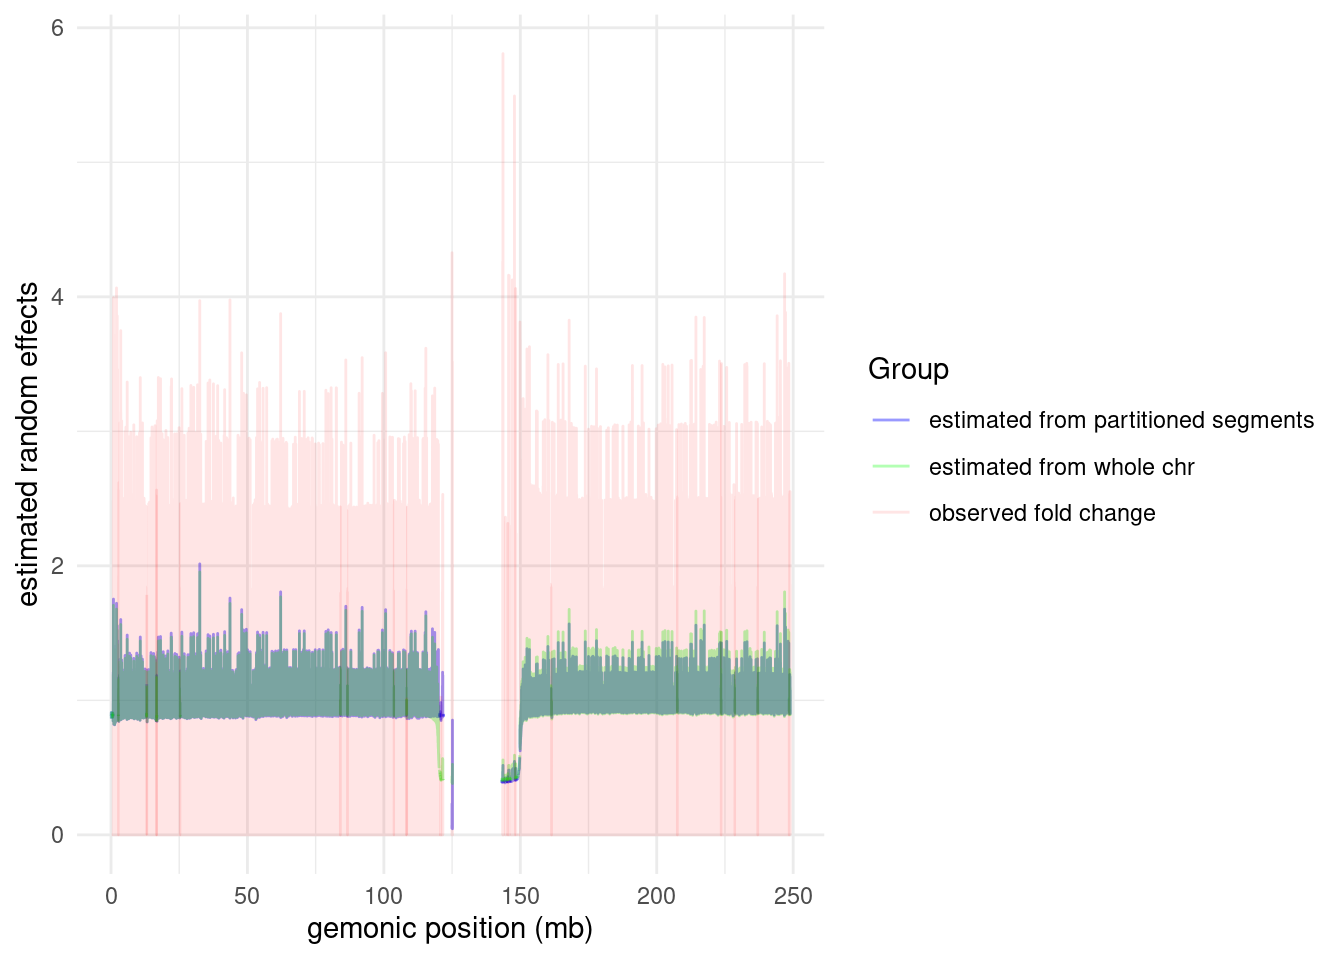 6
4
2
0
estimated random effects
0
50
100
150
200
250
gemonic position (mb)
Group
estimated from partitioned segments
estimated from whole chr
observed fold change